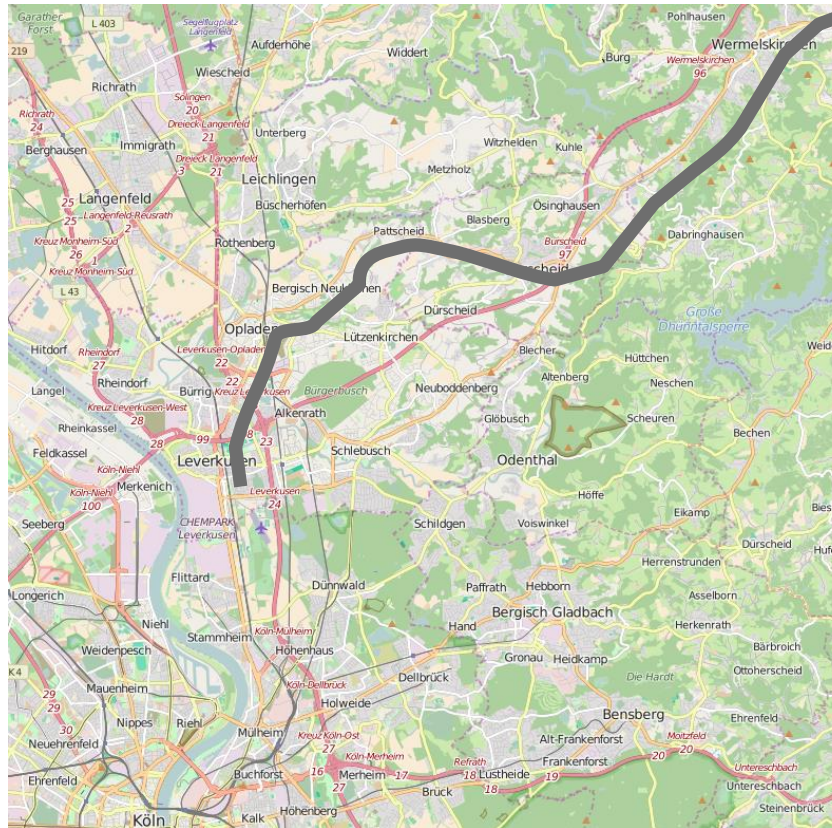 Garather
Forst
L 403
Segelflugplatz
Langenfeld
Aufderhöhe
Widdert
Pohlhausen
Burg
Wermelskirchen
Wermelskirchen
96
219
Wiescheid
Richrath
Solingen
20
Richrath
24
Berghausen
Immigrath
Dreieck-Langenfeld
21
Dreieck-Langenfeld
21
3
Unterberg
Witzhelden
Kuhle
Metzholz
Leichlingen
Langenfeld
25
25
Langenfeld-Reusrath
2
Büscherhöfen
Osinghausen
Blasberg
Pattscheid
Kreuz Monheim-Süd
26
1
Kreuz Monheim-Süd
Rothenberg
Burscheid
97
Dabringhausen
L 43
Bergisch Neukirchen
scheid
Dürscheid
Große
Dhünntalsperre
Opladen
Lützenkirchen
Hitdorf
Rheindorf
27
Leverkusen-Opladen
22
Blecher
Hüttchen
Weide
Langel
Rheindorf
Bürrig
22
Kreuz Leverkusen
Bürgerbusch
Neuboddenberg
Altenberg
Neschen
Rheinkassel
Kreuz Leverkusen-West
28
28
99
8
23
Alkenrath
Glöbusch
Scheuren
Bechen
Feldkassel
Köln-Niehl
Leverkusen
Schlebusch
Odenthal
Köln-Niehl
100
Merkenich
Leverkusen
24
Höffe
Seeberg
CHEMPARK
Leverkusen
Schildgen
Voiswinkel
Eikamp
Bies
Dürscheid
Hufe
Herrenstrunden
Longerich
Flittard
Dünnwald
Paffrath
Hebborn
Asselborn
Niehl
Stammheim
Köln-Mülheim
Hand
Bergisch Gladbach
Herkenrath
Weidenpesch
Höhenhaus
Gronau
Heidkamp
Bärbroich
K 4
Mauenheim
Köln-Dellbrück
Dellbrück
Die Hardt
Ottoherscheid
29
29
30
Nippes
Riehl
Holweide
Bensberg
Ehrenfeld
Neuehrenfeld
Mülheim
Kreuz Köln-Ost
27
Alt-Frankenforst
Moitzfeld
20
Ehrenfeld
Buchforst
16
Köln-Merheim
Merheim
17
27
Refrath
18
Lustheide
18
19
Frankenforst
20
Untereschbach
Untereschbach
Köln
Kalk
Höhenberg
Brück
Steinenbrück